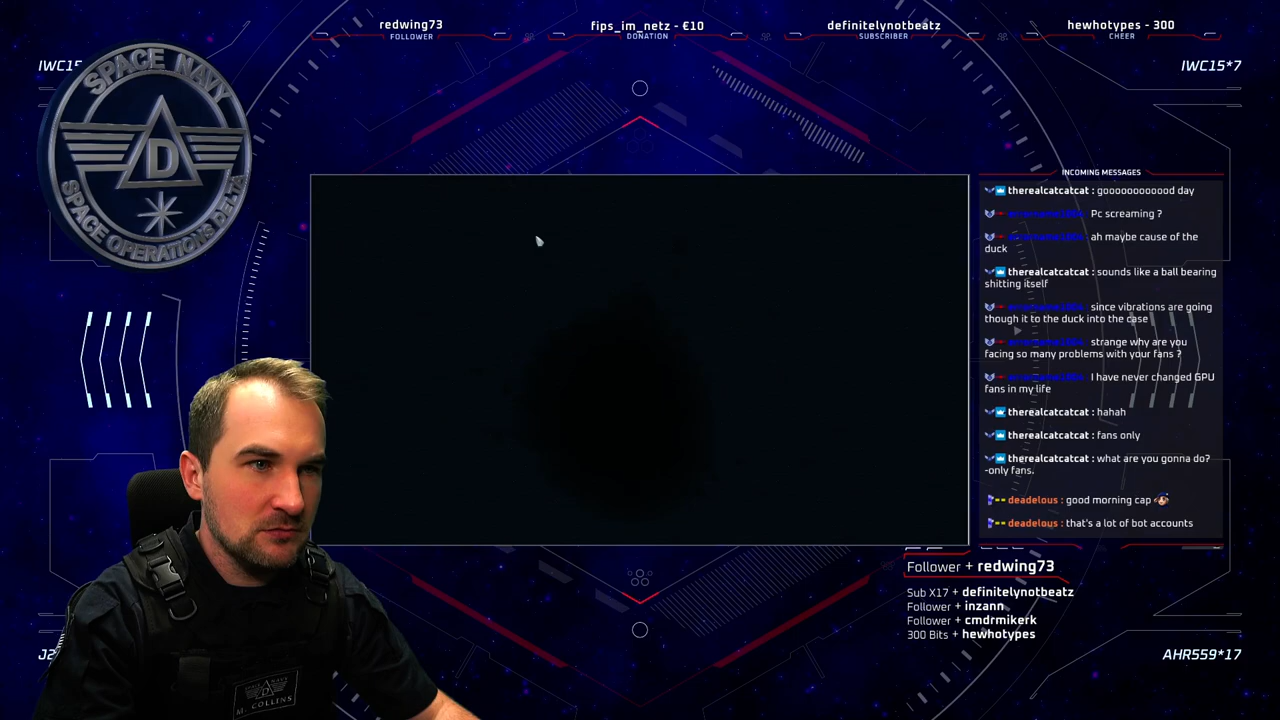 redwing73
FOLLOWER
fips_im_netz - €10
DONATION
definitelynotbeatz
SUBSCRIBER
hewhotypes - 300
CHEER
IWC15
IWC15*7
SPACE NAVY
D
SPACE OPERATIONS DELTA
INCOMING MESSAGES
therealcatcatcat : goooooooooood day
Pc screaming ?
ah maybe cause of the
duck
therealcatcatcat : sounds like a ball bearing
shitting itself
since vibrations are going
though it to the duck into the case
strange why are you
facing so many problems with your fans ?
I have never changed GPU
fans in my life
therealcatcatcat : hahah
therealcatcatcat : fans only
therealcatcatcat : what are you gonna do?
-only fans.
deadelous : good morning cap
deadelous : that's a lot of bot accounts
Follower + redwing73
Sub X17 + definitelynotbeatz
Follower + inzann
Follower + cmdrmikerk
300 Bits + hewhotypes
J2
AHR559*17
D
M. COLLINS